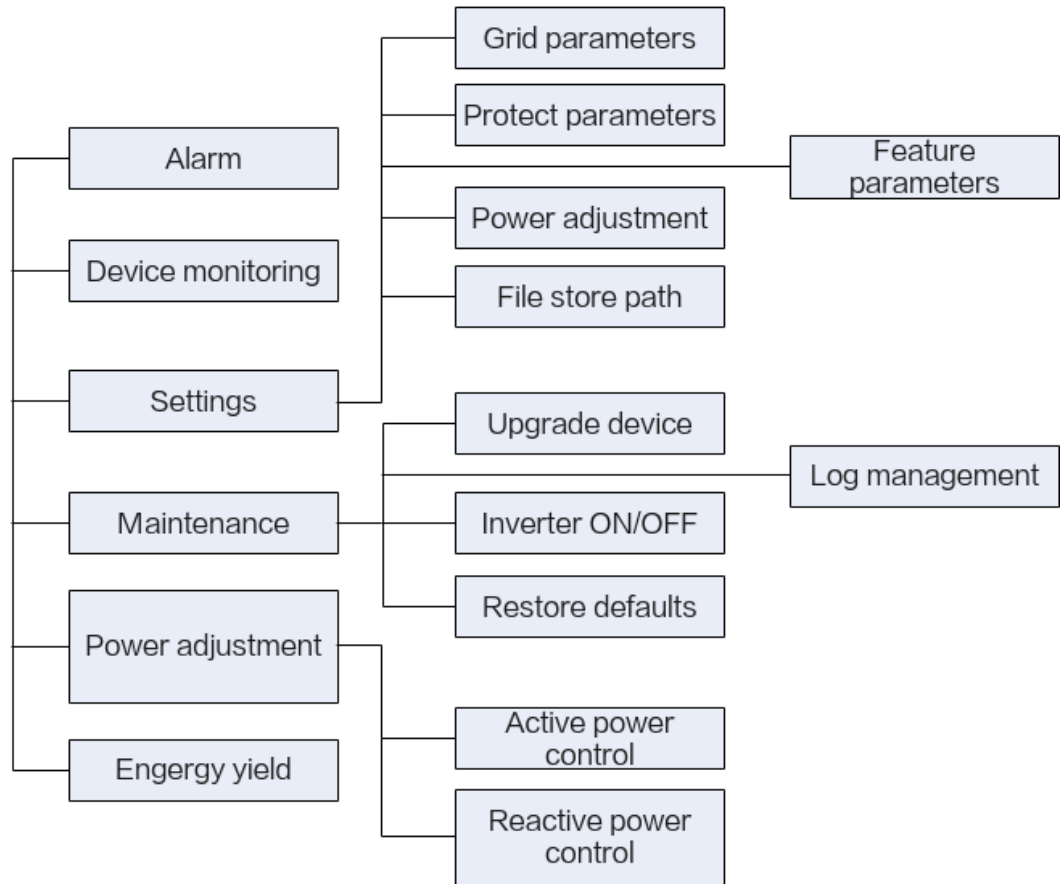 Alarm
Device monitoring
Settings
Maintenance
Power adjustment
Engergy yield
Grid parameters
Protect parameters
Feature
parameters
Power adjustment
File store path
Upgrade device
Log management
Inverter ON/OFF
Restore defaults
Active power
control
Reactive power
control